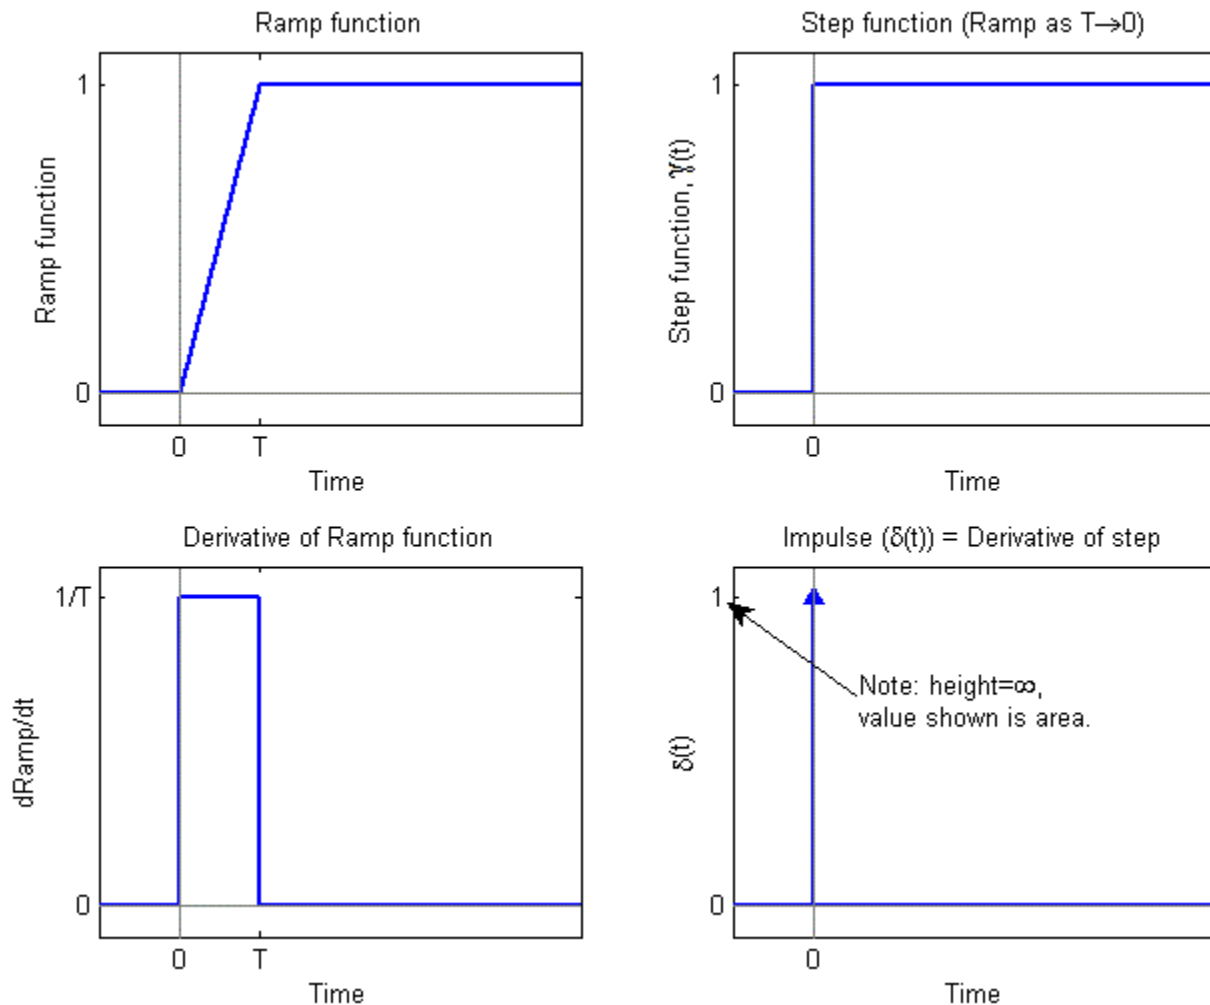 Ramp function
1
Ramp function
0
0
T
Time
Step function (Ramp as T→0)
1
Step function, γ(t)
0
0
Time
Derivative of Ramp function
1/T
dRamp/dt
0
0
T
Time
Impulse (δ(t)) = Derivative of step
1
Note: height=∞,
value shown is area.
δ(t)
0
0
Time